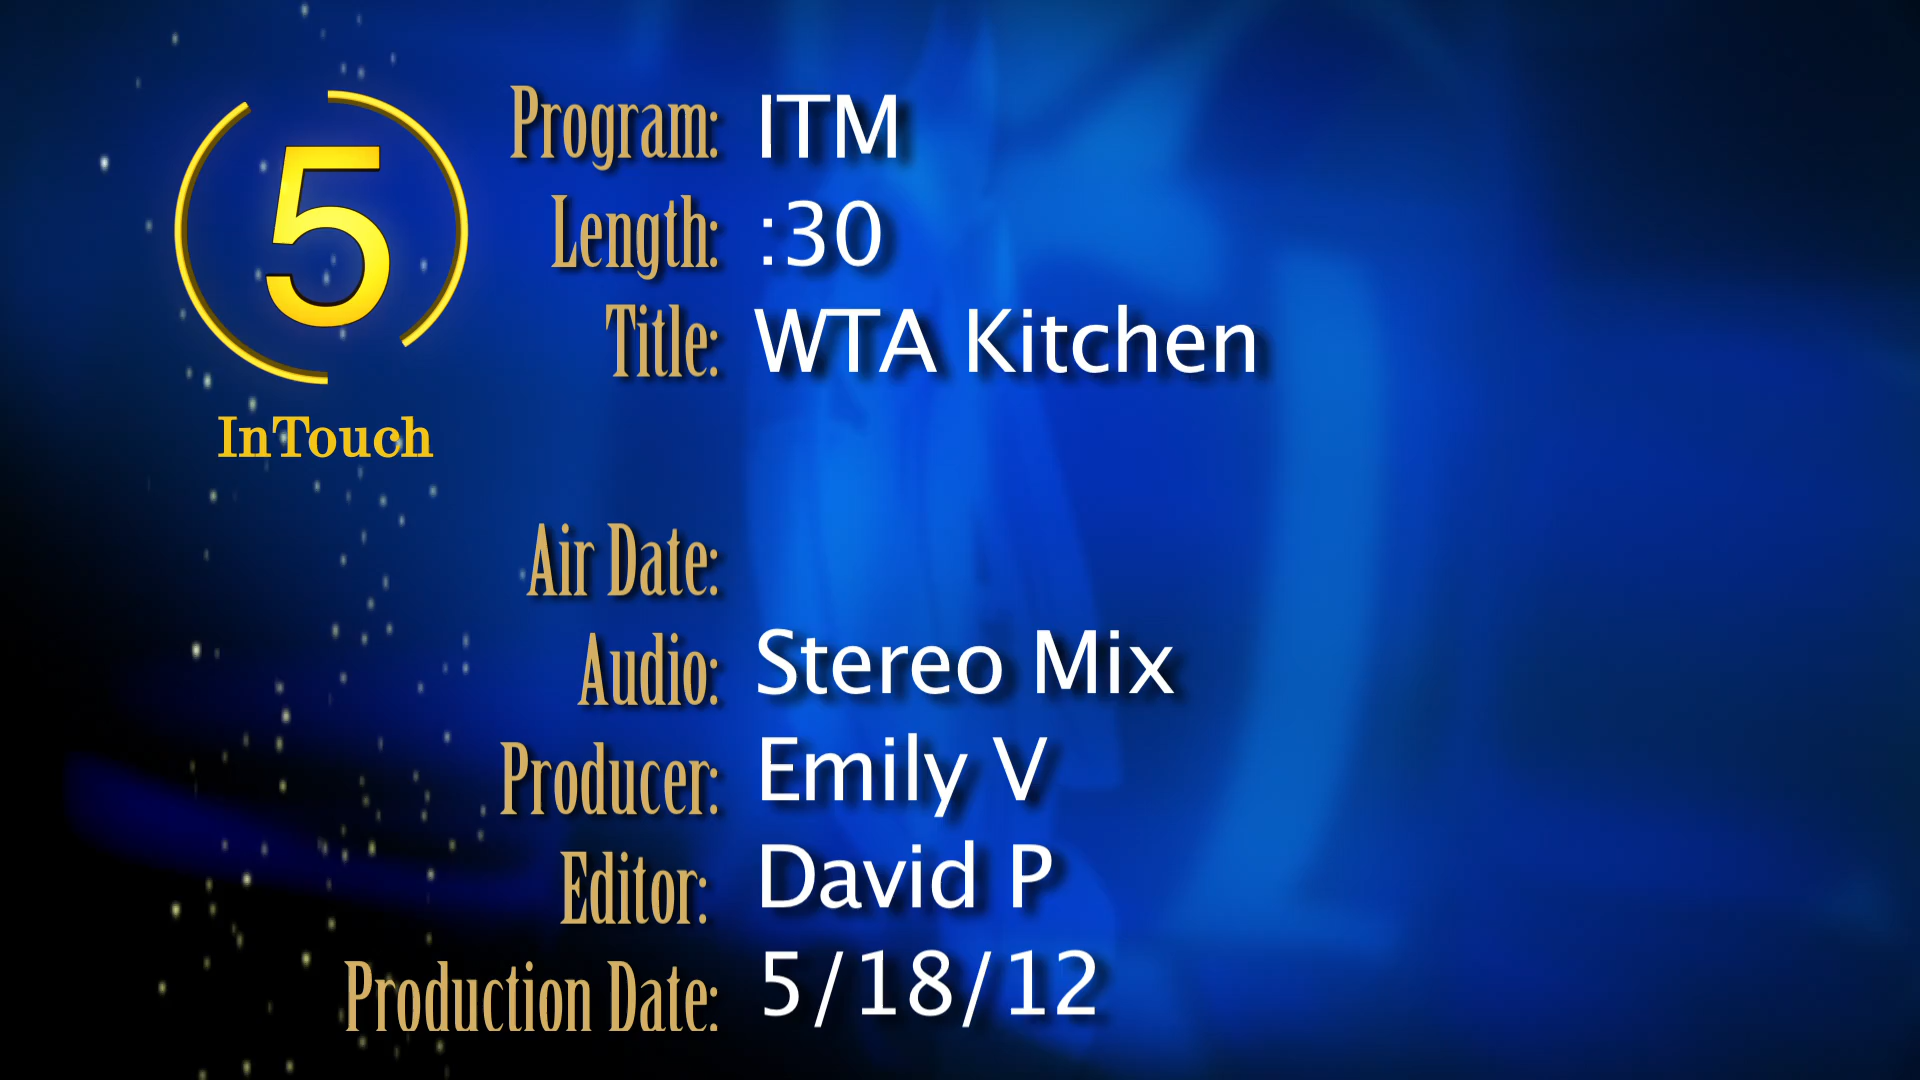 5
InTouch
Program: ITM
Length: :30
Title: WTA Kitchen
Air Date:
Audio: Stereo Mix
Producer: Emily V
Editor: David P
Production Date: 5/18/12